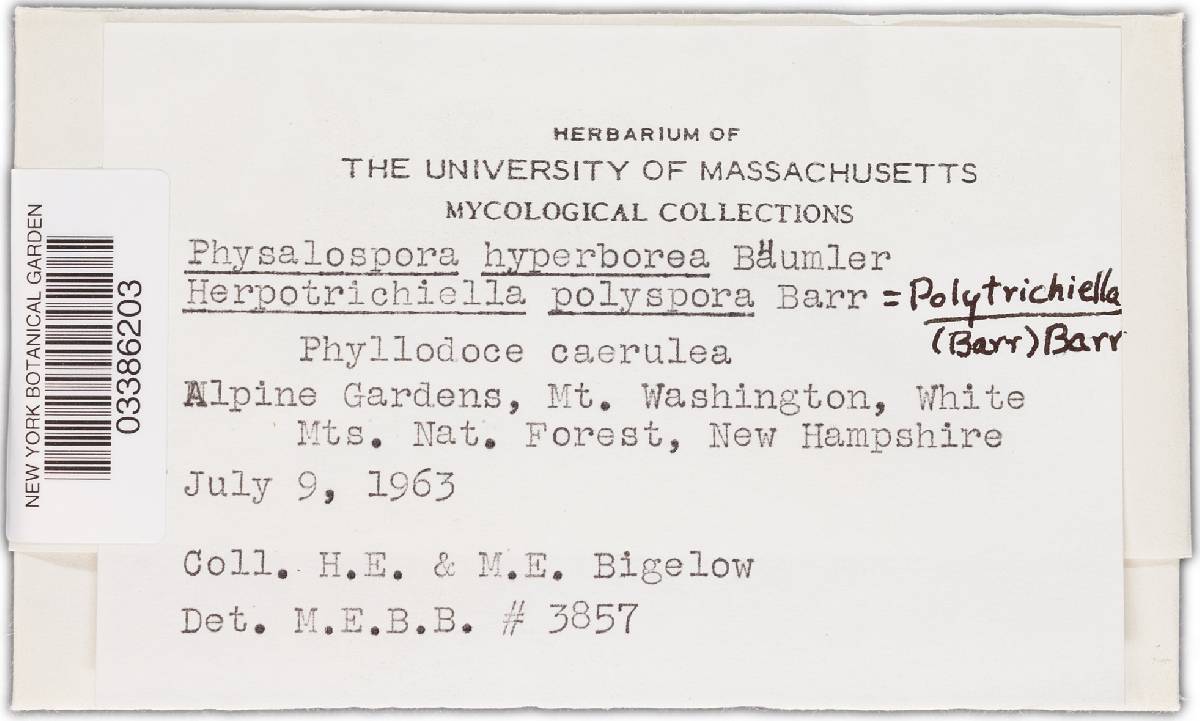 HERBARIUM OF
THE UNIVERSITY OF MASSACHUSETTS
MYCOLOGICAL COLLECTIONS
Physalospora hyperborea Bäumler
Herpotrichiella polyspora Barr = Polytrichiella
(Barr) Barr
Phyllodoce caerulea
Alpine Gardens, Mt. Washington, White
Mts. Nat. Forest, New Hampshire
July 9, 1963
Coll. H.E. & M.E. Bigelow
Det. M.E.B.B. # 3857
NEW YORK BOTANICAL GARDEN
03386203